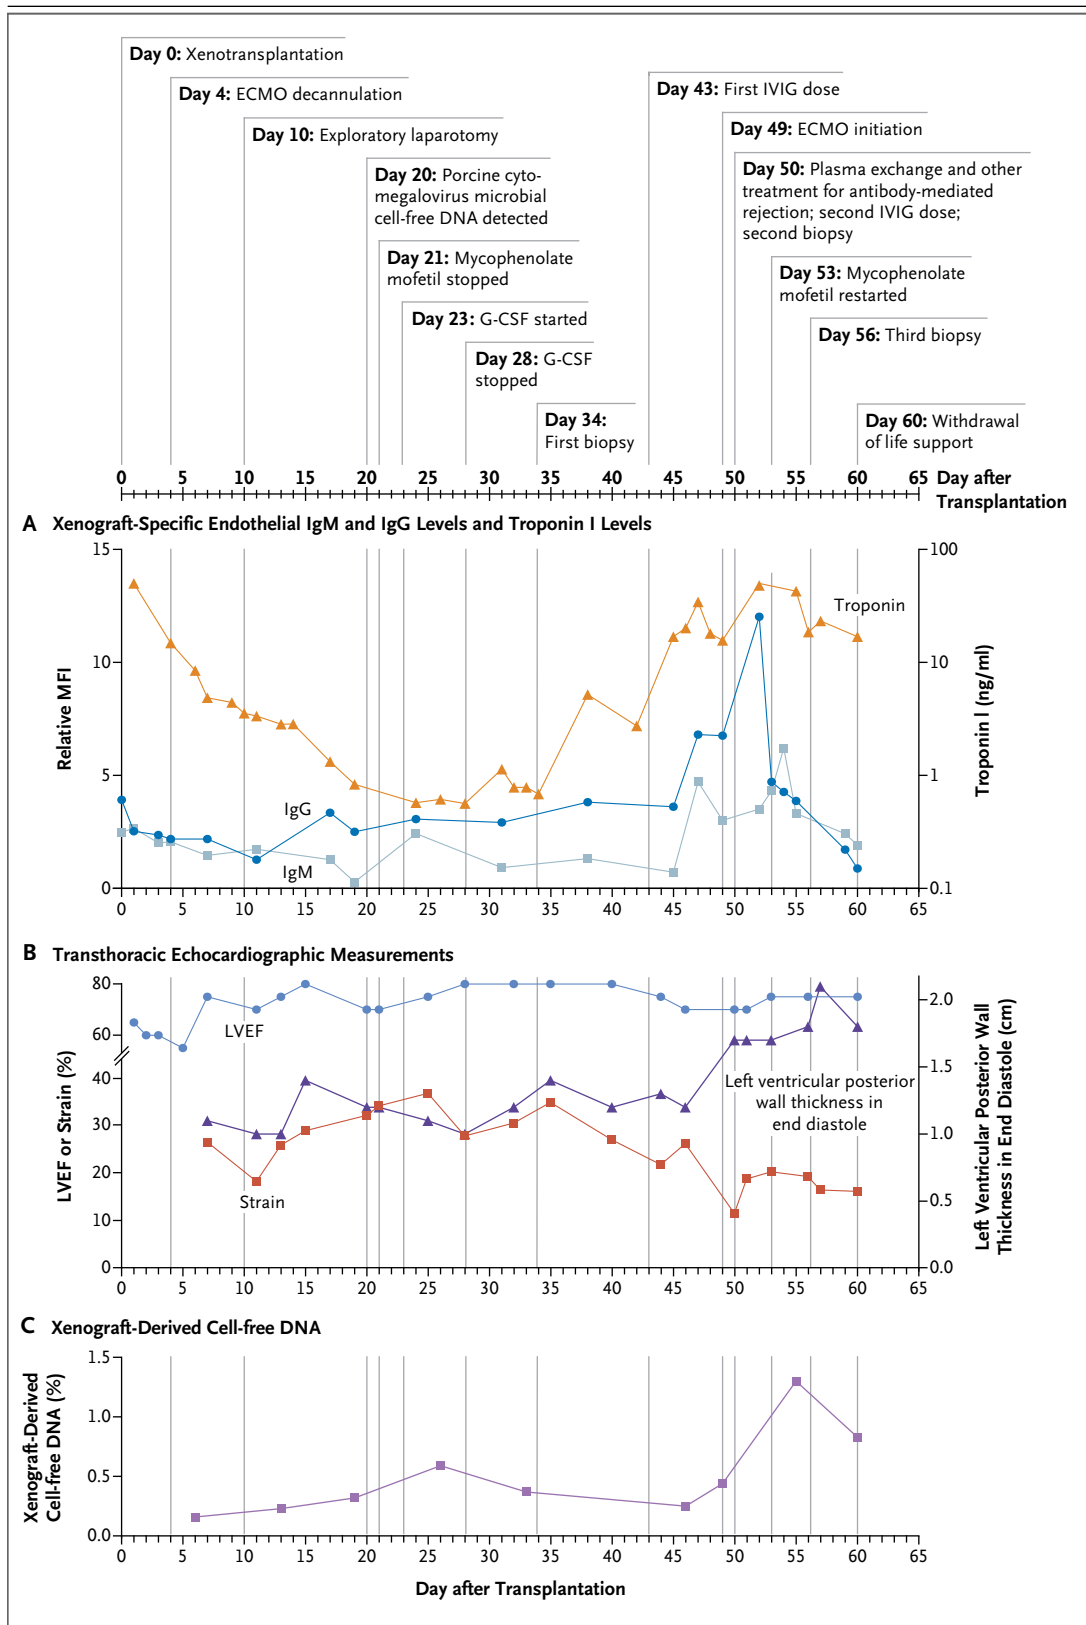 Day 0: Xenotransplantation
Day 4: ECMO decannulation
Day 10: Exploratory laparotomy
Day 20: Porcine cyto-
megalovirus microbial
cell-free DNA detected
Day 21: Mycophenolate
mofetil stopped
Day 23: G-CSF started
Day 28: G-CSF
stopped
Day 34:
First biopsy
Day 43: First IVIG dose
Day 49: ECMO initiation
Day 50: Plasma exchange and other
treatment for antibody-mediated
rejection; second IVIG dose;
second biopsy
Day 53: Mycophenolate
mofetil restarted
Day 56: Third biopsy
Day 60: Withdrawal
of life support
0 5 10 15 20 25 30 35 40 45 50 55 60 65 Day after
Transplantation
A Xenograft-Specific Endothelial IgM and IgG Levels and Troponin I Levels
Relative MFI
15
10
5
0
Troponin
IgG
IgM
100
10
1
0.1
Troponin I (ng/ml)
0 5 10 15 20 25 30 35 40 45 50 55 60 65
B Transthoracic Echocardiographic Measurements
LVEF or Strain (%)
80
60
40
30
20
10
0
LVEF
Strain
Left ventricular posterior
wall thickness in
end diastole
2.0
1.5
1.0
0.5
0.0
Left Ventricular Posterior Wall
Thickness in End Diastole (cm)
0 5 10 15 20 25 30 35 40 45 50 55 60 65
C Xenograft-Derived Cell-free DNA
Xenograft-Derived
Cell-free DNA (%)
1.5
1.0
0.5
0.0
0 5 10 15 20 25 30 35 40 45 50 55 60 65
Day after Transplantation